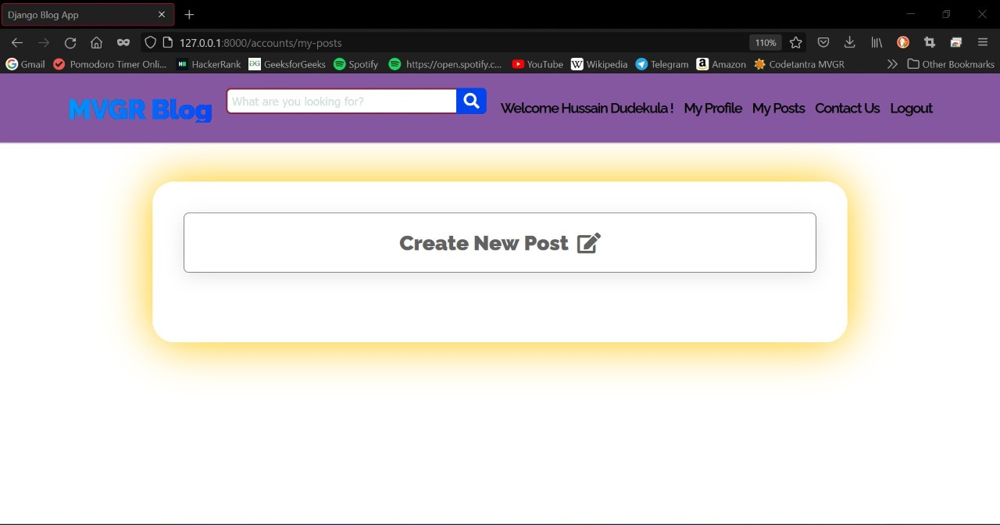 Django Blog App
127.0.0.1:8000/accounts/my-posts
110%
Gmail
Pomodoro Timer Onli...
HackerRank
GeeksforGeeks
Spotify
https://open.spotify.c...
YouTube
Wikipedia
Telegram
Amazon
Codetantra MVGR
Other Bookmarks
MVGR Blog
What are you looking for?
Welcome Hussain Dudekula !
My Profile
My Posts
Contact Us
Logout
Create New Post